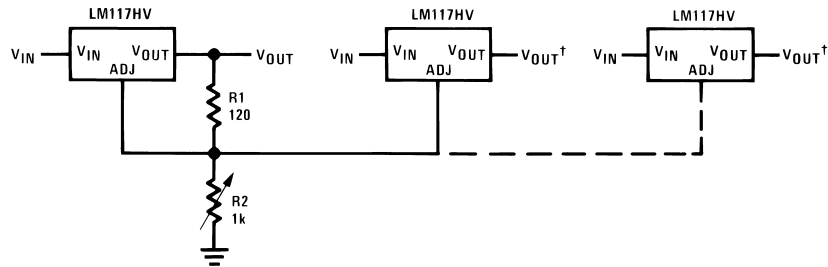 LM117HV LM117HV LM117HV
VIN VIN VOUT VOUT VIN VIN VOUT VOUT† VIN VIN VOUT VOUT†
ADJ ADJ ADJ
R1
120
R2
1k